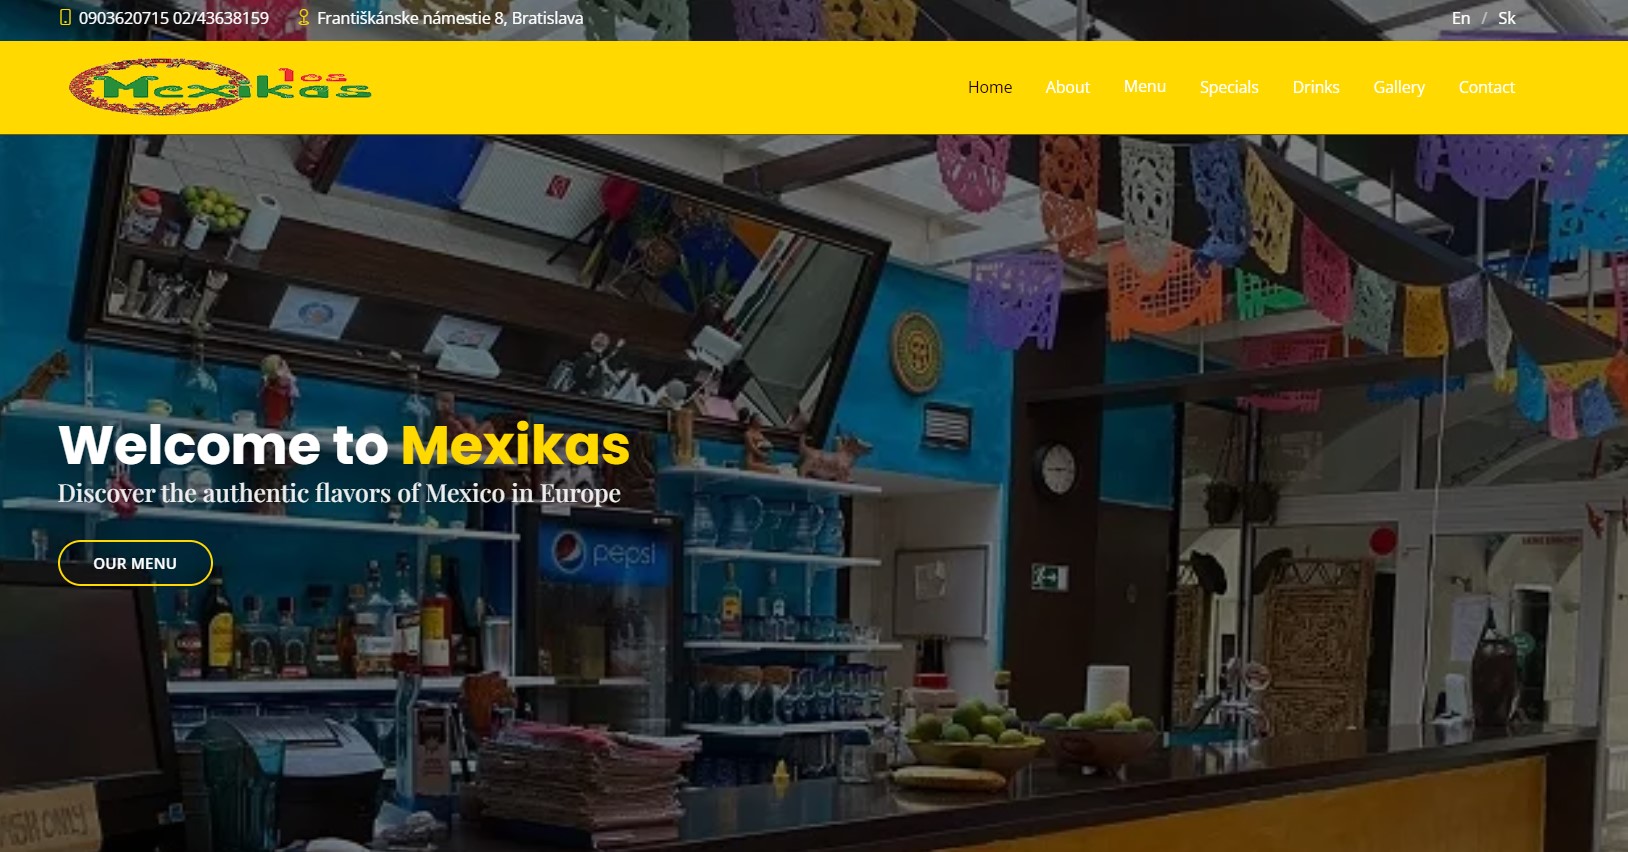 0903620715 02/43638159 Františkánske námestie 8, Bratislava En / Sk
los
Mexikas
Home About Menu Specials Drinks Gallery Contact
Welcome to Mexikas
Discover the authentic flavors of Mexico in Europe
OUR MENU
pepsi